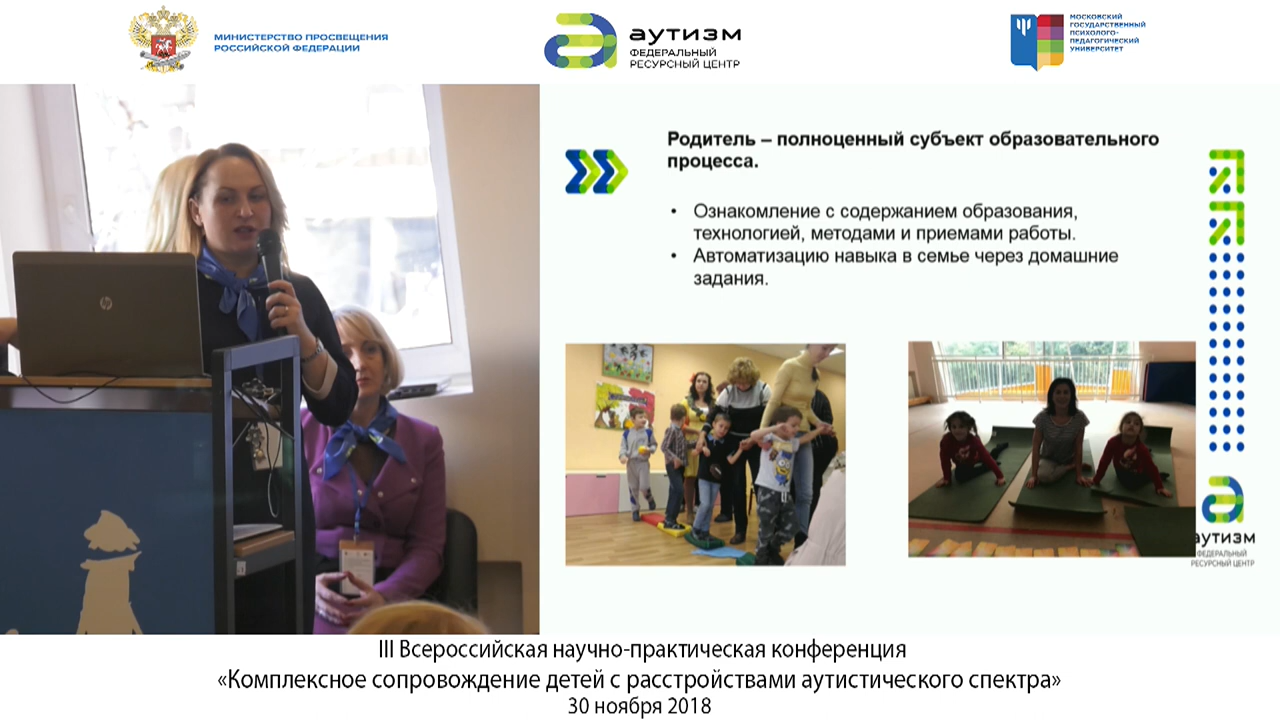 МИНИСТЕРСТВО ПРОСВЕЩЕНИЯ
РОССИЙСКОЙ ФЕДЕРАЦИИ
аутизм
ФЕДЕРАЛЬНЫЙ
РЕСУРСНЫЙ ЦЕНТР
МОСКОВСКИЙ
ГОСУДАРСТВЕННЫЙ
ПСИХОЛОГО-
ПЕДАГОГИЧЕСКИЙ
УНИВЕРСИТЕТ
Родитель – полноценный субъект образовательного
процесса.
• Ознакомление с содержанием образования,
технологией, методами и приемами работы.
• Автоматизацию навыка в семье через домашние
задания.
hp
аутизм
ФЕДЕРАЛЬНЫЙ
РЕСУРСНЫЙ ЦЕНТР
III Всероссийская научно-практическая конференция
«Комплексное сопровождение детей с расстройствами аутистического спектра»
30 ноября 2018